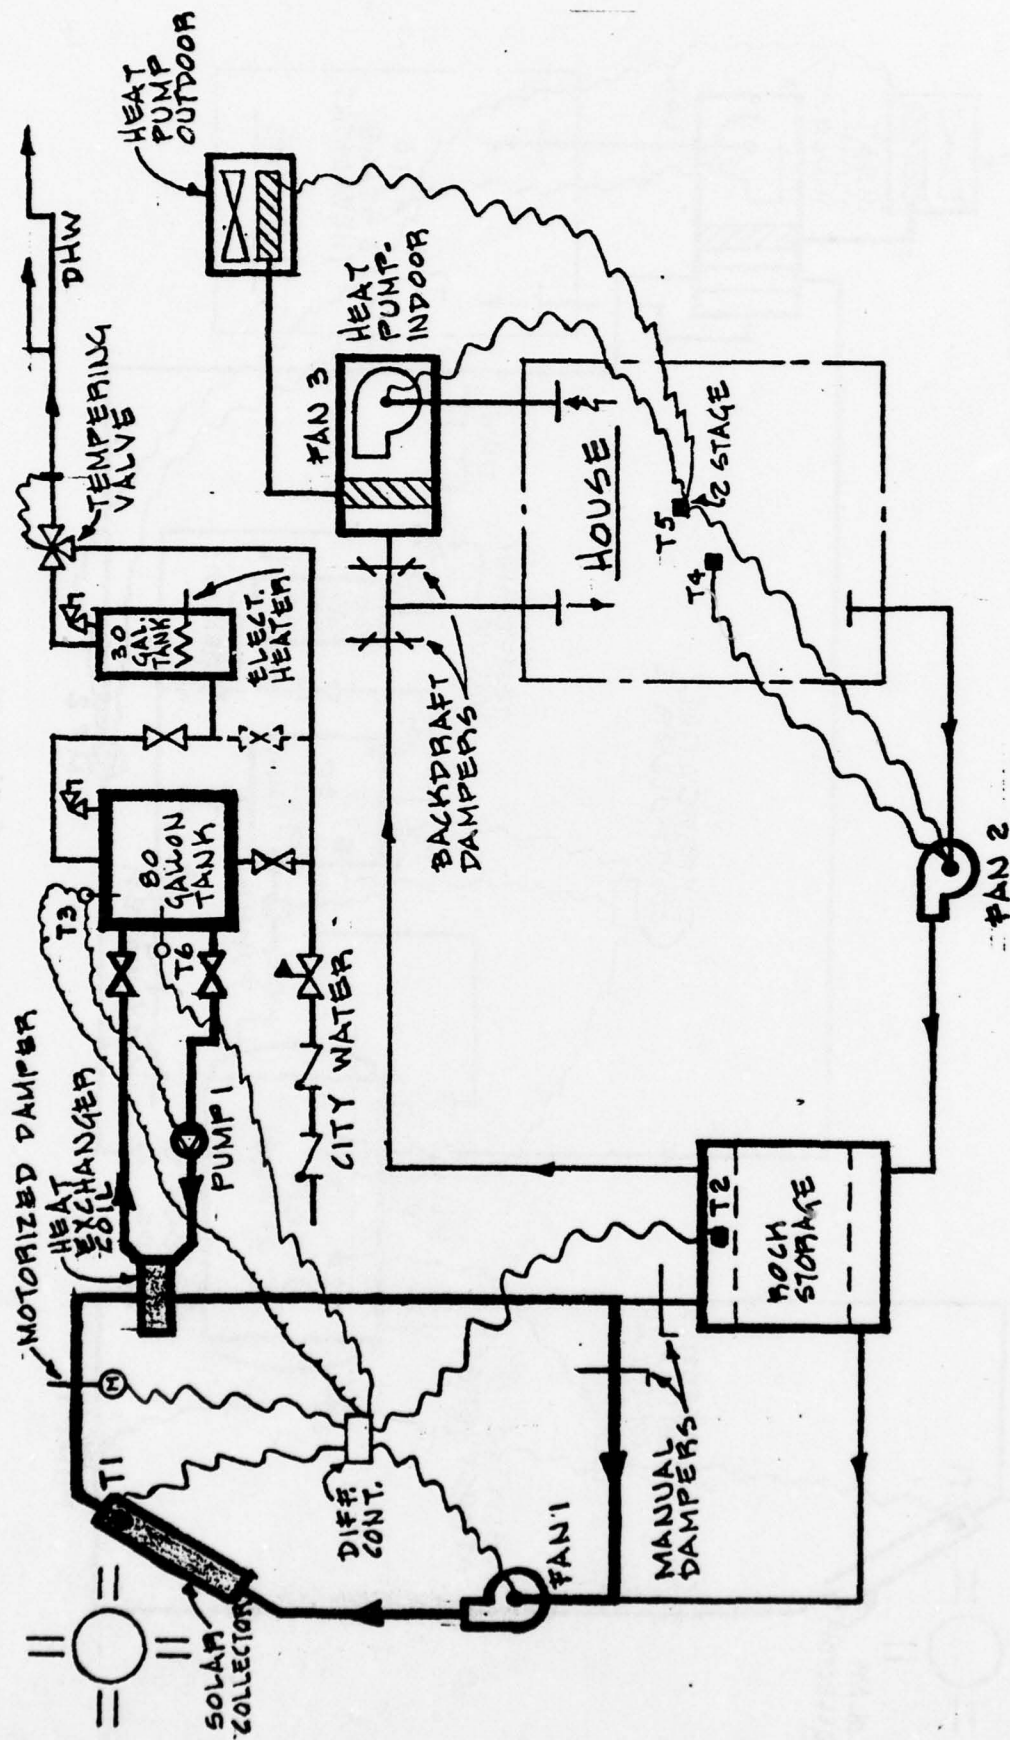 HEAT
PUMP
OUTDOOR
DHW
TEMPERING
VALVE
FAN 3
HEAT
PUMP-
INDOOR
30
GAL.
TANK
ELECT.
HEATER
80
GALLON
TANK
T3
T6
MOTORIZED DAMPER
HEAT
EXCHANGER
COIL
PUMP 1
CITY WATER
BACKDRAFT
DAMPERS
HOUSE
T5
2 STAGE
T4
FAN 2
T2
ROCK
STORAGE
M
T1
SOLAR
COLLECTOR
DIFF.
CONT.
FAN 1
MANUAL
DAMPERS